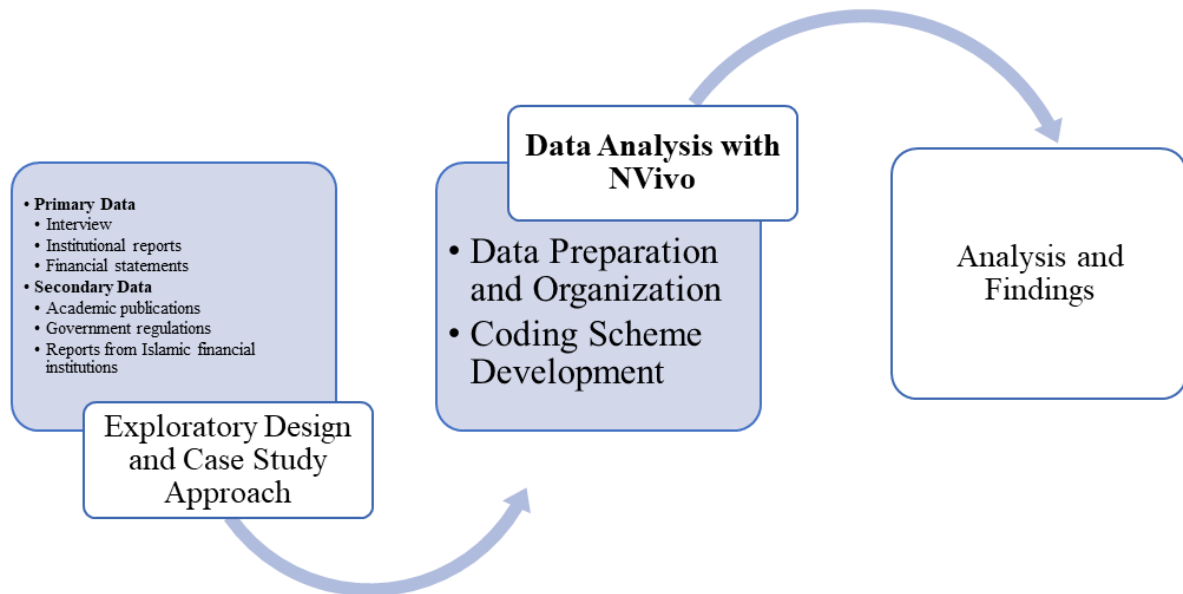 • Primary Data
• Interview
• Institutional reports
• Financial statements
• Secondary Data
• Academic publications
• Government regulations
• Reports from Islamic financial
institutions
Exploratory Design
and Case Study
Approach
Data Analysis with
NVivo
• Data Preparation
and Organization
• Coding Scheme
Development
Analysis and
Findings